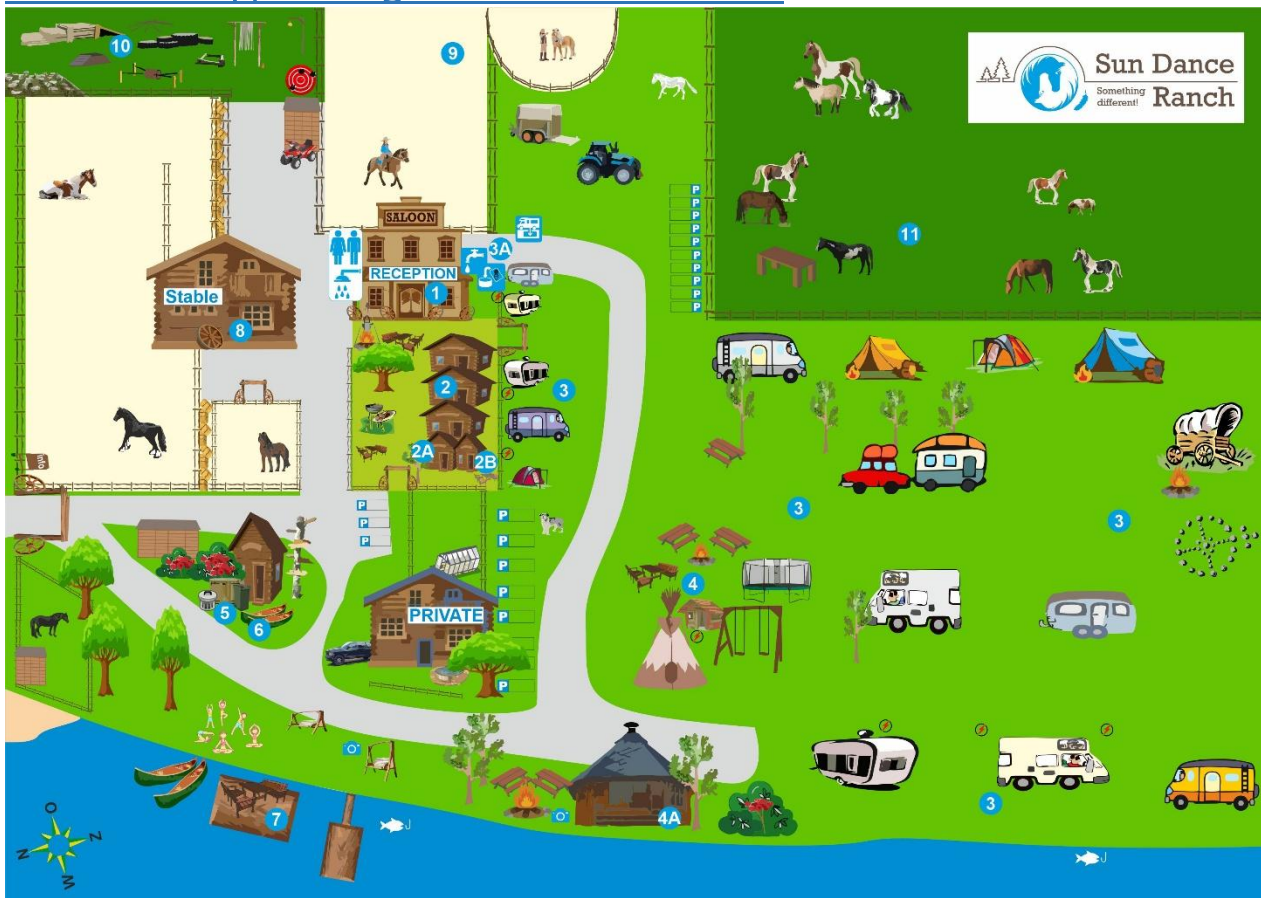 10
9
Sun Dance
Something
different!
Ranch
SALOON
3A
RECEPTION
1
Stable
8
P
P
P
P
P
P
P
P
P
P
11
2
3
2A
2B
P
P
P
P
P
P
P
P
P
3
3
PRIVATE
4
5
6
7
4A
3
O
Z
N
W